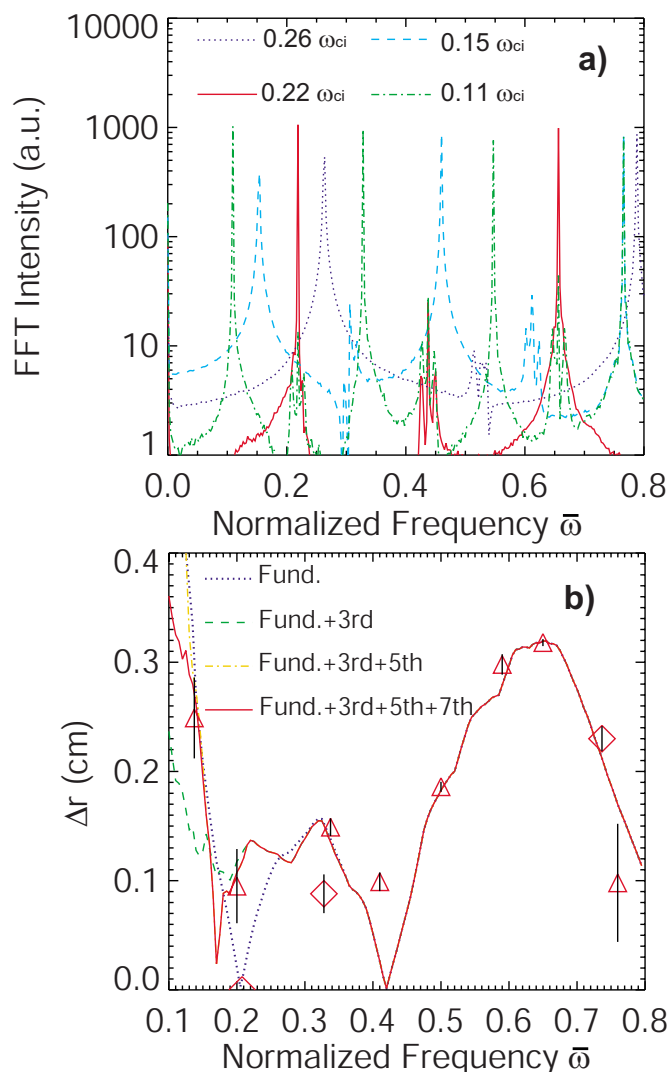 10000
0.26 ωci
0.15 ωci
a)
0.22 ωci
0.11 ωci
1000
100
10
1
FFT Intensity (a.u.)
0.0 0.2 0.4 0.6 0.8
Normalized Frequency ω̅
0.4
Fund.
b)
Fund.+3rd
Fund.+3rd+5th
Fund.+3rd+5th+7th
0.3
0.2
0.1
0.0
Δr (cm)
0.1 0.2 0.3 0.4 0.5 0.6 0.7 0.8
Normalized Frequency ω̅